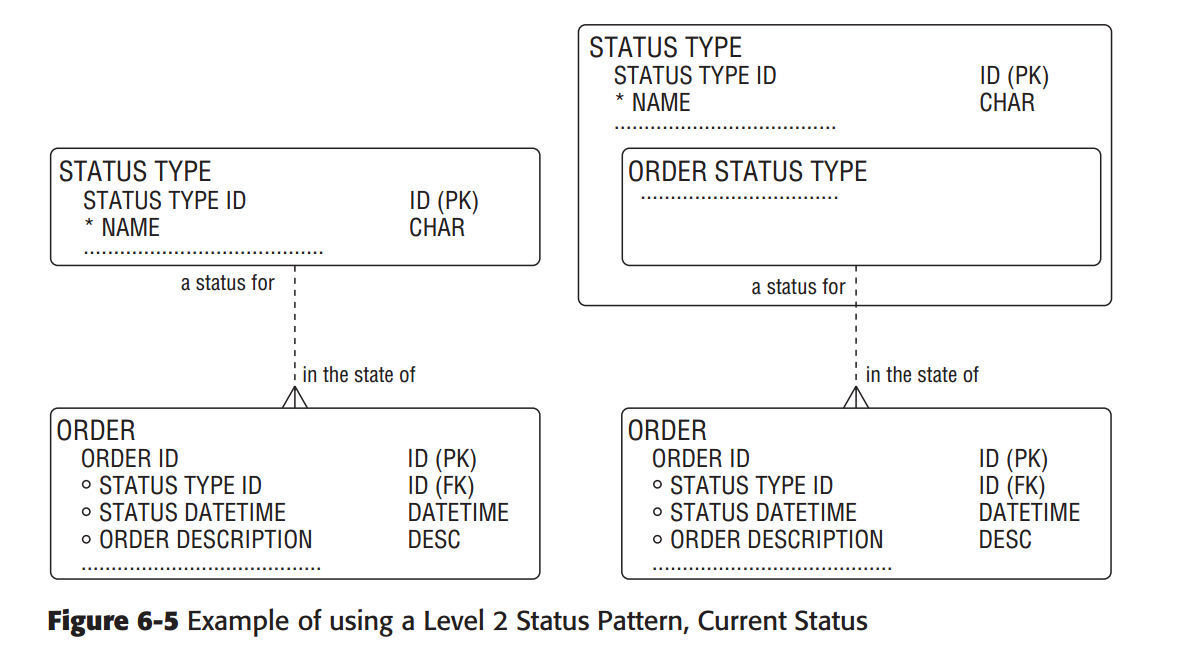 STATUS TYPE
STATUS TYPE ID ID (PK)
* NAME CHAR
a status for
in the state of
ORDER
ORDER ID ID (PK)
STATUS TYPE ID ID (FK)
STATUS DATETIME DATETIME
ORDER DESCRIPTION DESC
STATUS TYPE
STATUS TYPE ID ID (PK)
* NAME CHAR
ORDER STATUS TYPE
a status for
in the state of
ORDER
ORDER ID ID (PK)
STATUS TYPE ID ID (FK)
STATUS DATETIME DATETIME
ORDER DESCRIPTION DESC
Figure 6-5 Example of using a Level 2 Status Pattern, Current Status